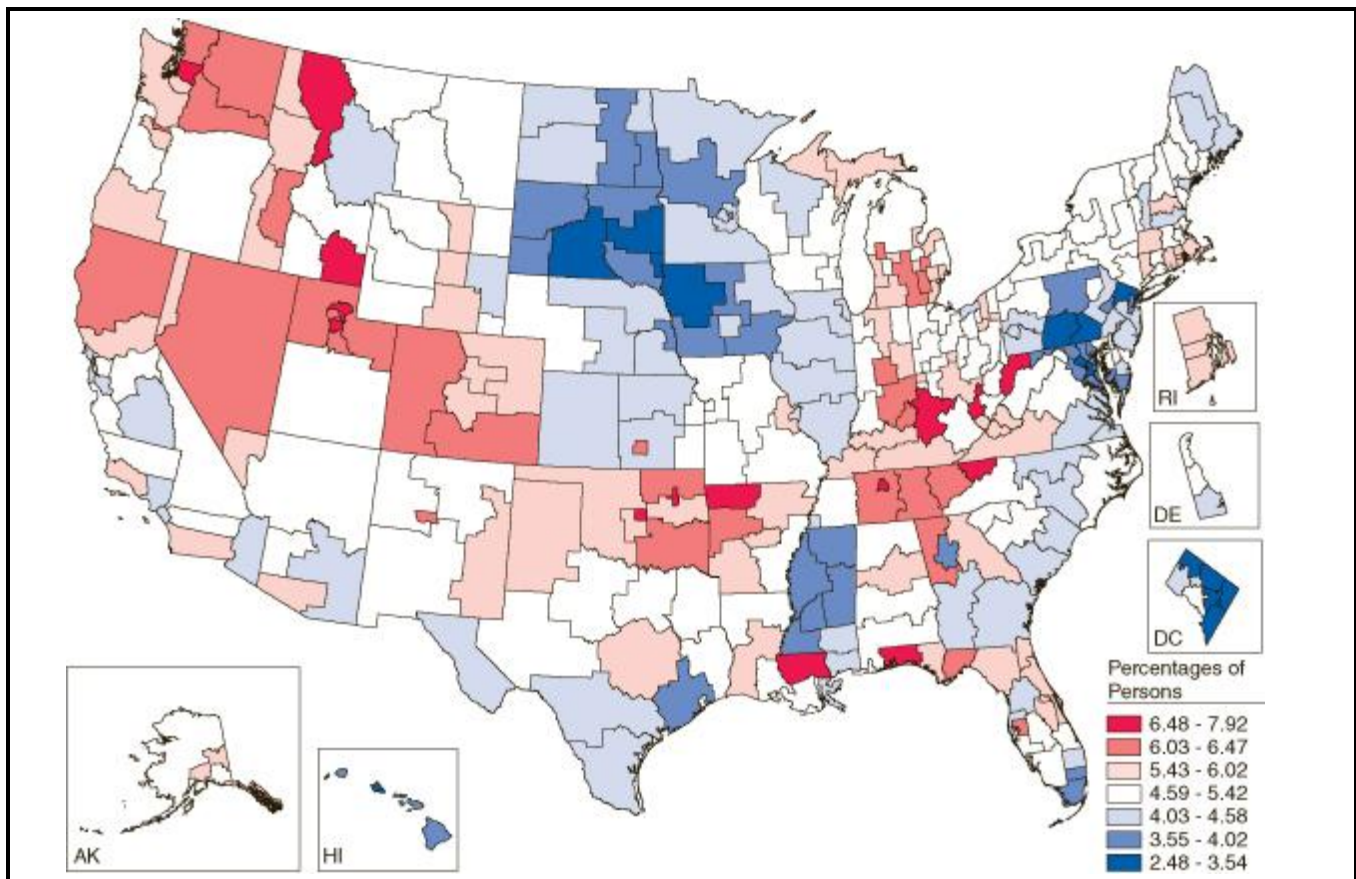 RI
DE
DC
AK
HI
Percentages of
Persons
6.48 - 7.92
6.03 - 6.47
5.43 - 6.02
4.59 - 5.42
4.03 - 4.58
3.55 - 4.02
2.48 - 3.54